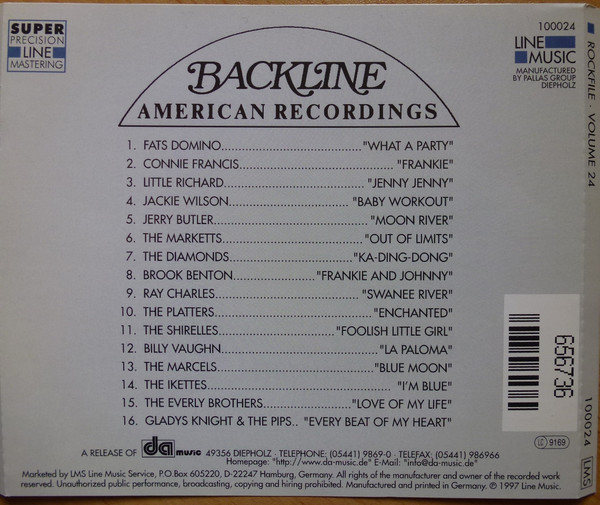 SUPER
PRECISION
LINE
MASTERING
100024
LINE
MUSIC
MANUFACTURED
BY PALLAS GROUP
DIEPHOLZ
BACKLINE
AMERICAN RECORDINGS
1. FATS DOMINO......................................."WHAT A PARTY"
2. CONNIE FRANCIS............................................"FRANKIE"
3. LITTLE RICHARD........................................"JENNY JENNY"
4. JACKIE WILSON..................................."BABY WORKOUT"
5. JERRY BUTLER............................................"MOON RIVER"
6. THE MARKETTS......................................."OUT OF LIMITS"
7. THE DIAMONDS...................................."KA-DING-DONG"
8. BROOK BENTON......................."FRANKIE AND JOHNNY"
9. RAY CHARLES........................................."SWANEE RIVER"
10. THE PLATTERS............................................"ENCHANTED"
11. THE SHIRELLES................................"FOOLISH LITTLE GIRL"
12. BILLY VAUGHN............................................"LA PALOMA"
13. THE MARCELS............................................"BLUE MOON"
14. THE IKETTES.....................................................​"I'M BLUE"
15. THE EVERLY BROTHERS........................"LOVE OF MY LIFE"
16. GLADYS KNIGHT & THE PIPS.. "EVERY BEAT OF MY HEART"
A RELEASE OF da music 49356 DIEPHOLZ · TELEPHONE: (05441) 9869-0 · TELEFAX: (05441) 986966
Homepage: "http://www.da-music.de" E-Mail: "info@da-music.de"
Marketed by LMS Line Music Service, P.O.Box 605220, D-22247 Hamburg, Germany. All rights of the manufacturer and owner of the recorded work
reserved. Unauthorized public performance, broadcasting, copying and hiring prohibited. Manufactured and printed in Germany. ℗ 1997 Line Music.
656736
LC 9169
ROCKFILE · VOLUME 24
100024
LMS